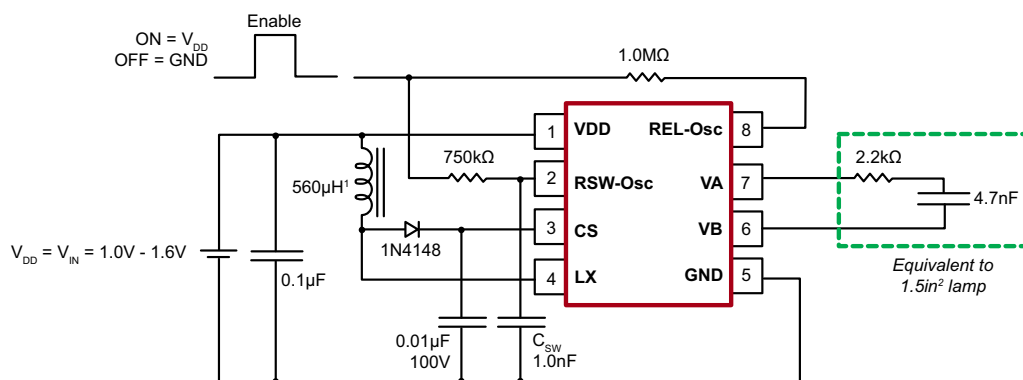 Enable
ON = VDD
OFF = GND
1.0MΩ
1 VDD REL-Osc 8
750kΩ
2.2kΩ
560µH¹
2 RSW-Osc VA 7
4.7nF
3 CS VB 6
1N4148
VDD = VIN = 1.0V - 1.6V
0.1µF
4 LX GND 5
Equivalent to
1.5in² lamp
0.01µF
100V
CSW
1.0nF